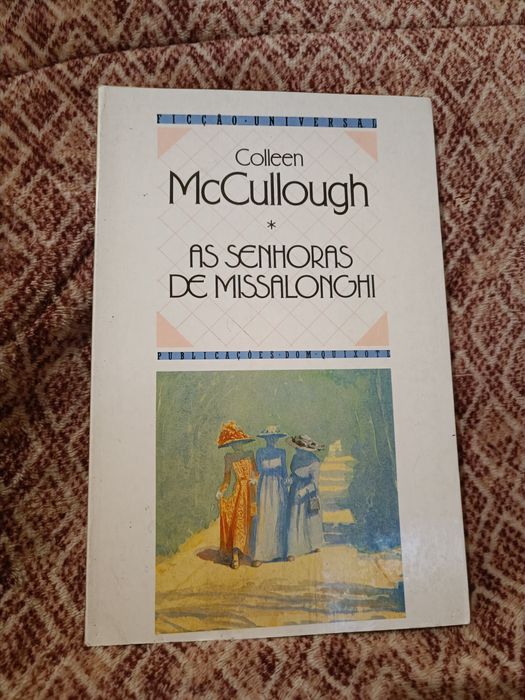 FICÇÃO·UNIVERSAL
Colleen
McCullough
*
AS SENHORAS
DE MISSALONGHI
PUBLICAÇÕES·DOM·QUIXOTE